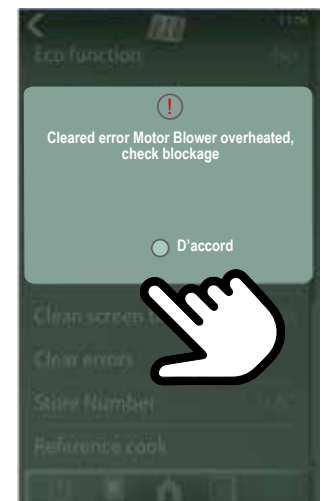 Eco function
!
Cleared error Motor Blower overheated,
check blockage
D'accord
Clean screen
Clear errors
Store Number
Reference cook